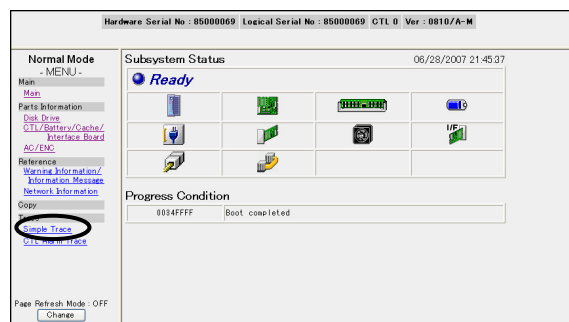 Hardware Serial No : 85000069 Logical Serial No : 85000069 CTL 0 Ver : 0810/A-M
Normal Mode
- MENU -
Main
Main
Parts Information
Disk Drive
CTL/Battery/Cache/
Interface Board
AC/ENC
Reference
Warning Information/
Information Message
Network Information
Copy
Trace
Simple Trace
CTL Alarm Trace
Page Refresh Mode : OFF
Change
Subsystem Status
06/28/2007 21:45:37
Ready
I/F
Progress Condition
0034FFFF Boot completed